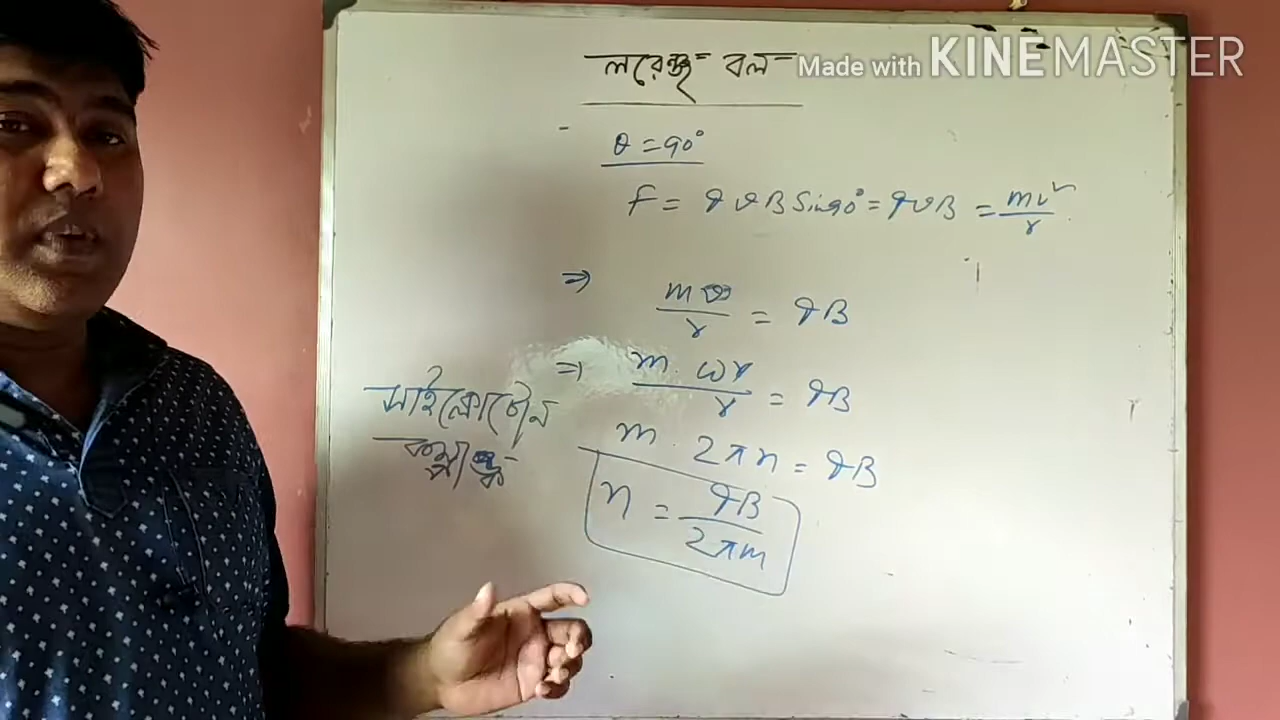 লরেন্স বল
Made with KINEMASTER
θ = 90°
F = qvB Sin90° = qvB = mv²/r
⇒ mv/r = qB
⇒ m. ωr/r = qB
m. 2πn = qB
n = qB/2πm
সাইক্লোট্রোন
কম্পাঙ্ক